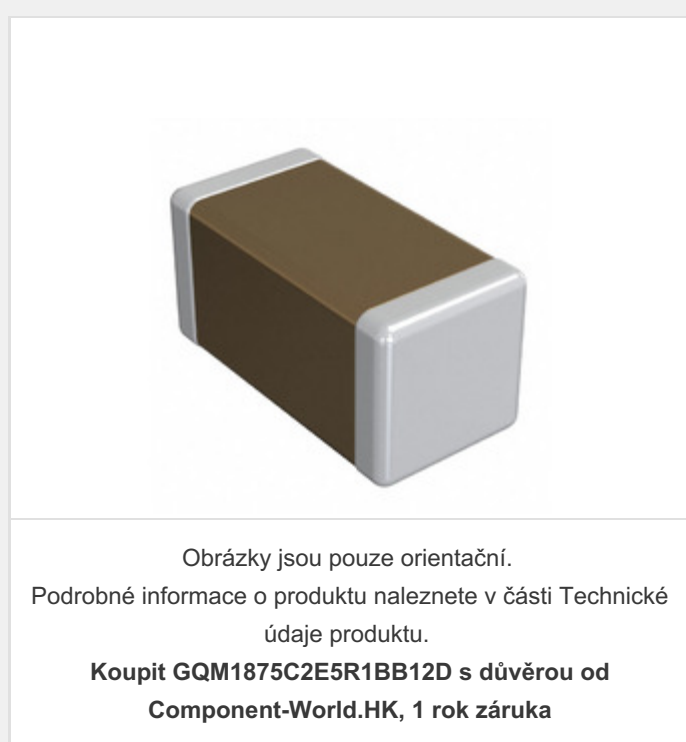 Obrázky jsou pouze orientační.
Podrobné informace o produktu naleznete v části Technické
údaje produktu.
Koupit GQM1875C2E5R1BB12D s důvěrou od
Component-World.HK, 1 rok záruka